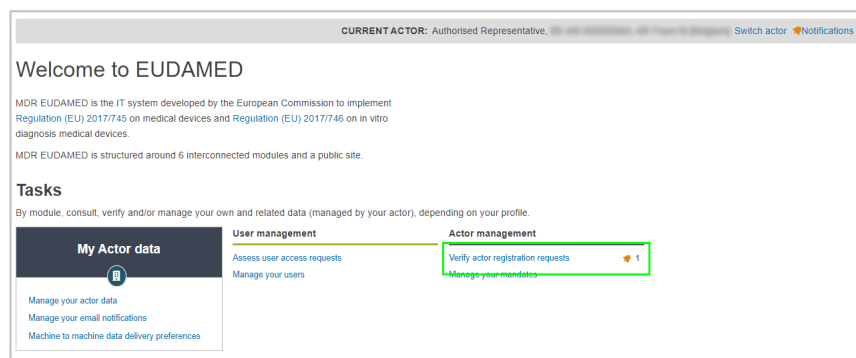 CURRENT ACTOR: Authorised Representative, Switch actor Notifications
Welcome to EUDAMED
MDR EUDAMED is the IT system developed by the European Commission to implement
Regulation (EU) 2017/745 on medical devices and Regulation (EU) 2017/746 on in vitro
diagnosis medical devices.
MDR EUDAMED is structured around 6 interconnected modules and a public site.
Tasks
By module, consult, verify and/or manage your own and related data (managed by your actor), depending on your profile.
My Actor data
Manage your actor data
Manage your email notifications
Machine to machine data delivery preferences
User management
Assess user access requests
Manage your users
Actor management
Verify actor registration requests 1
Manage your mandates